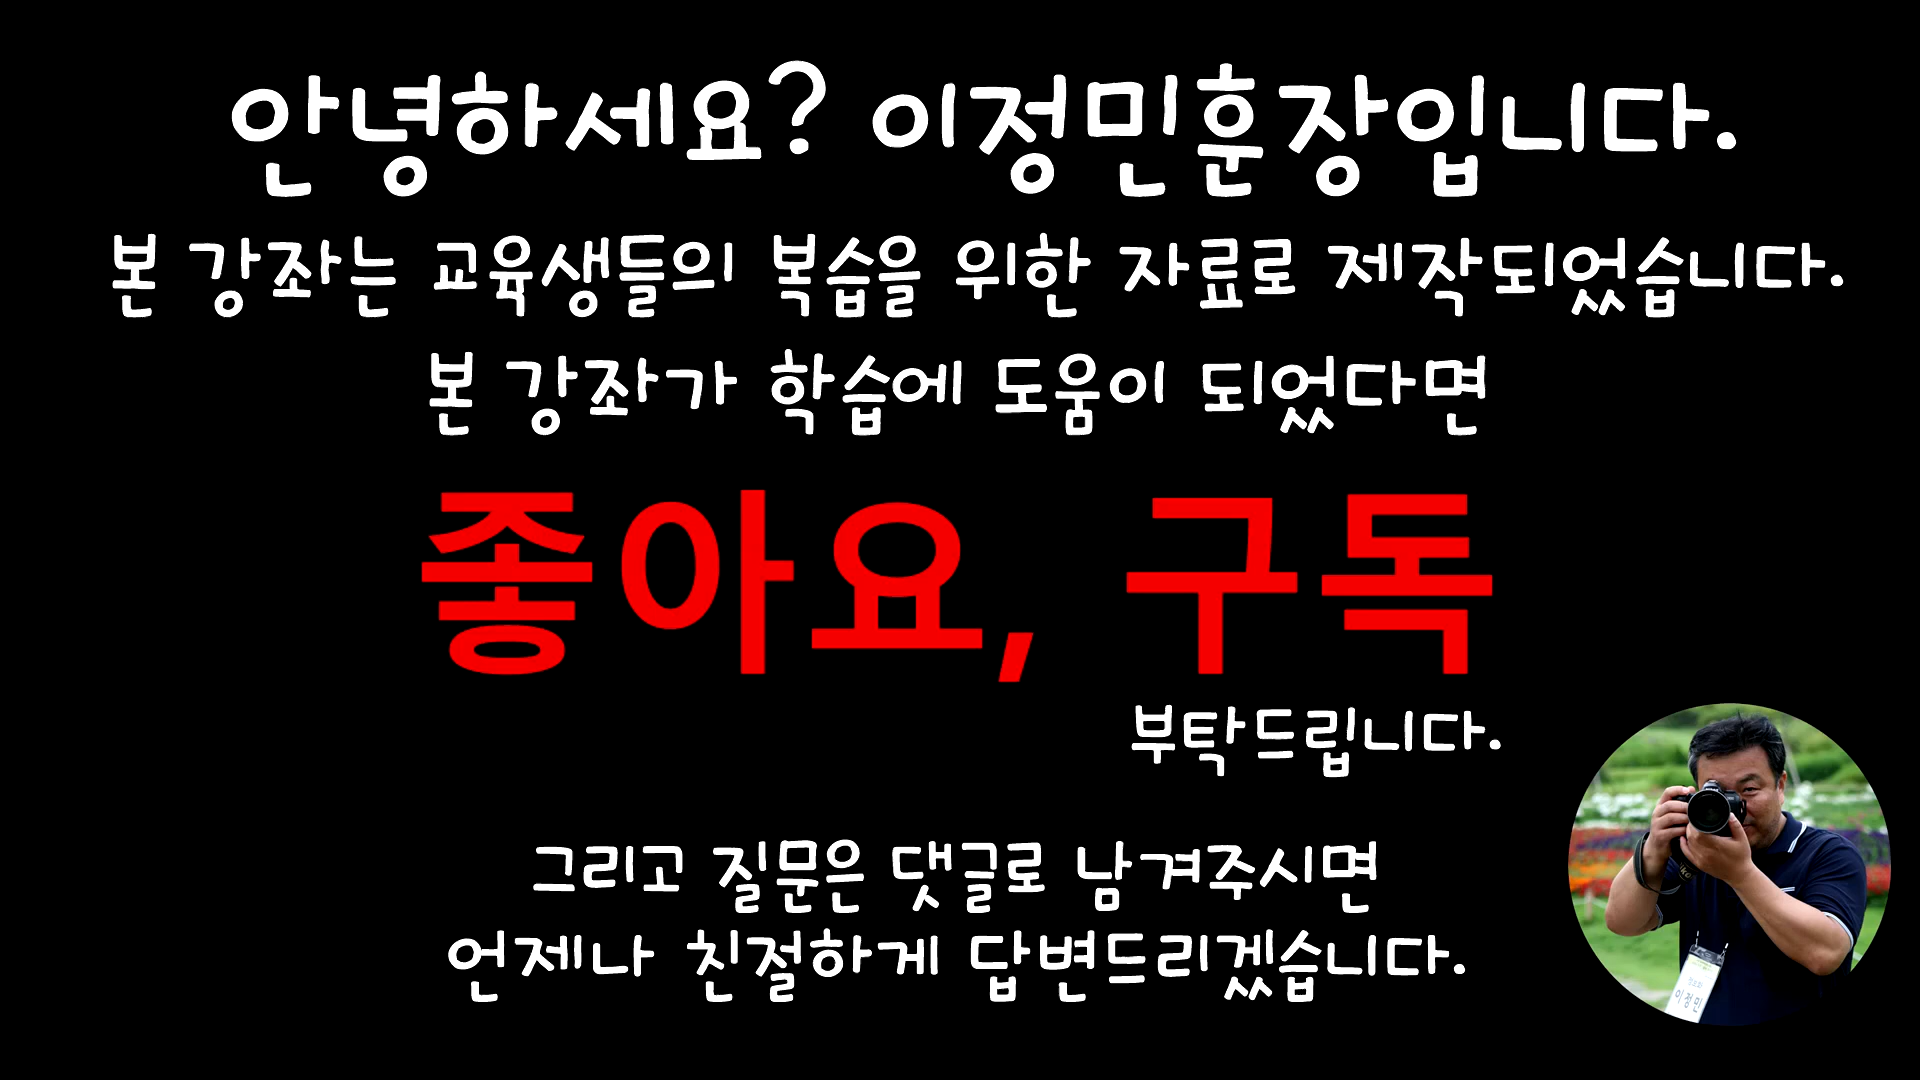 안녕하세요? 이정민훈장입니다.
본 강좌는 교육생들의 복습을 위한 자료로 제작되었습니다.
본 강좌가 학습에 도움이 되었다면
좋아요, 구독
부탁드립니다.
그리고 질문은 댓글로 남겨주시면
언제나 친절하게 답변드리겠습니다.
이정민